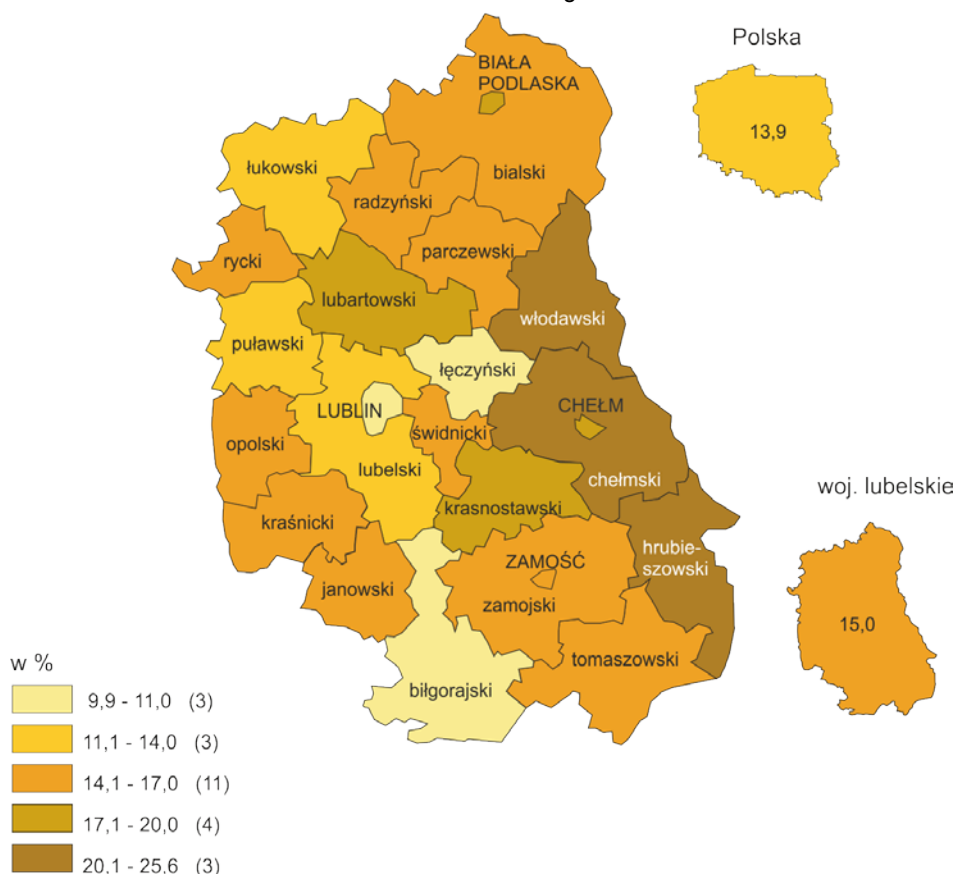 Polska
13,9
BIAŁA
PODLASKA
łukowski
bialski
radzyński
parczewski
rycki
lubartowski
włodawski
puławski
łęczyński
LUBLIN
CHEŁM
świdnicki
opolski
lubelski
chełmski
woj. lubelskie
krasnostawski
kraśnicki
hrubie-
szowski
ZAMOŚĆ
janowski
zamojski
15,0
tomaszowski
biłgorajski
w %
9,9 - 11,0 (3)
11,1 - 14,0 (3)
14,1 - 17,0 (11)
17,1 - 20,0 (4)
20,1 - 25,6 (3)